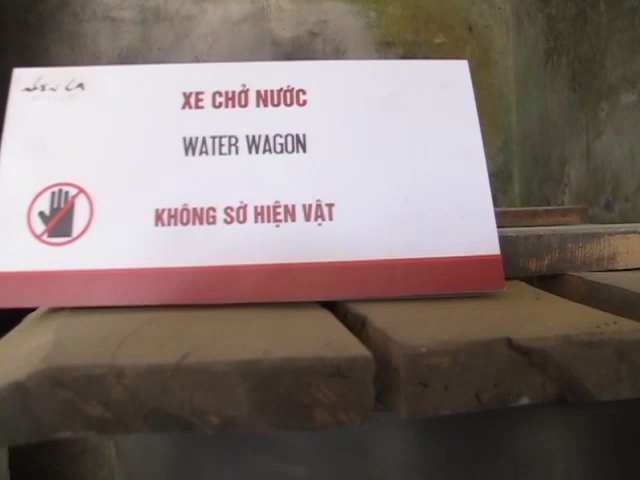 XE CHỞ NƯỚC
WATER WAGON
KHÔNG SỜ HIỆN VẬT